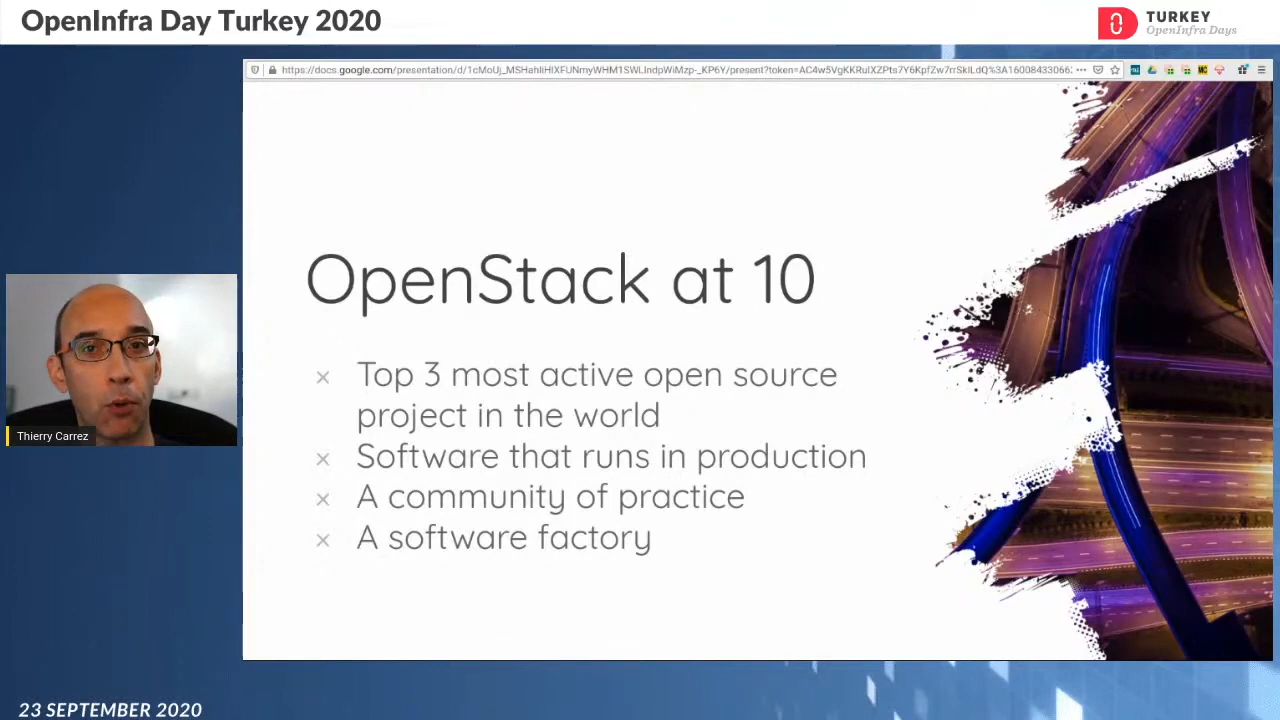 OpenInfra Day Turkey 2020
TURKEY
OpenInfra Days
OpenStack at 10
× Top 3 most active open source
project in the world
× Software that runs in production
× A community of practice
× A software factory
Thierry Carrez
23 SEPTEMBER 2020